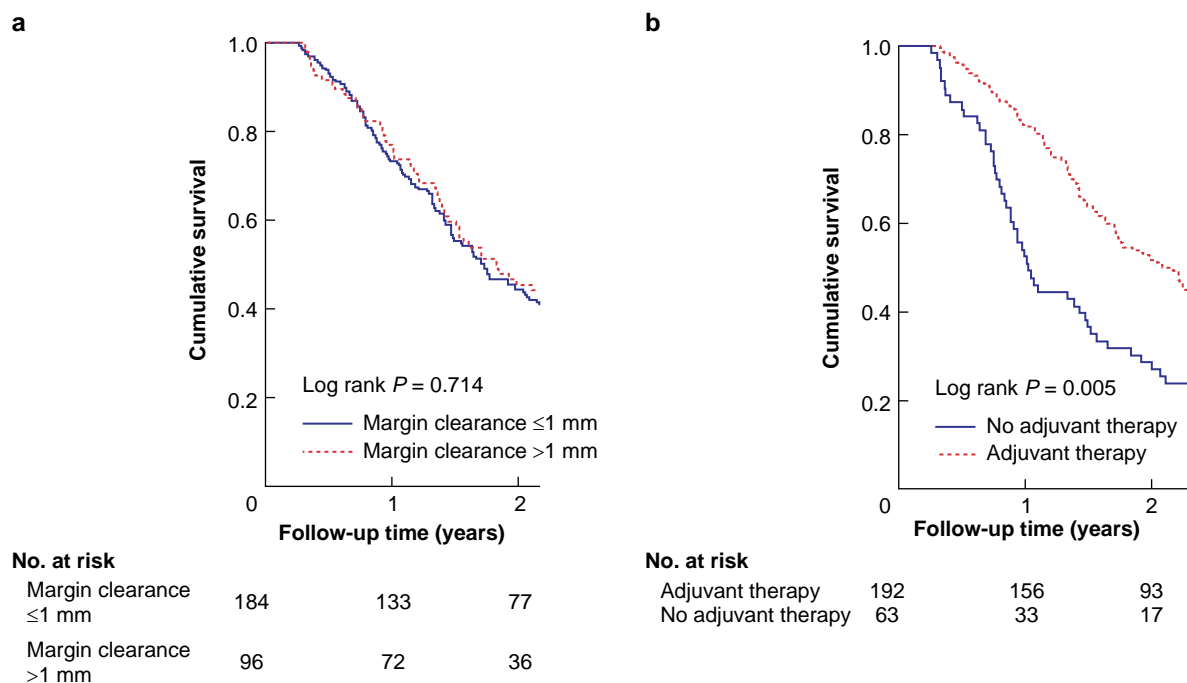 a
1.0
0.8
0.6
0.4
0.2
0
1
2
Cumulative survival
Log rank P = 0.714
Margin clearance ≤1 mm
Margin clearance >1 mm
Follow-up time (years)
No. at risk
Margin clearance
≤1 mm
184 133 77
Margin clearance
>1 mm
96 72 36
b
1.0
0.8
0.6
0.4
0.2
0
1
2
Cumulative survival
Log rank P = 0.005
No adjuvant therapy
Adjuvant therapy
Follow-up time (years)
No. at risk
Adjuvant therapy 192 156 93
No adjuvant therapy 63 33 17